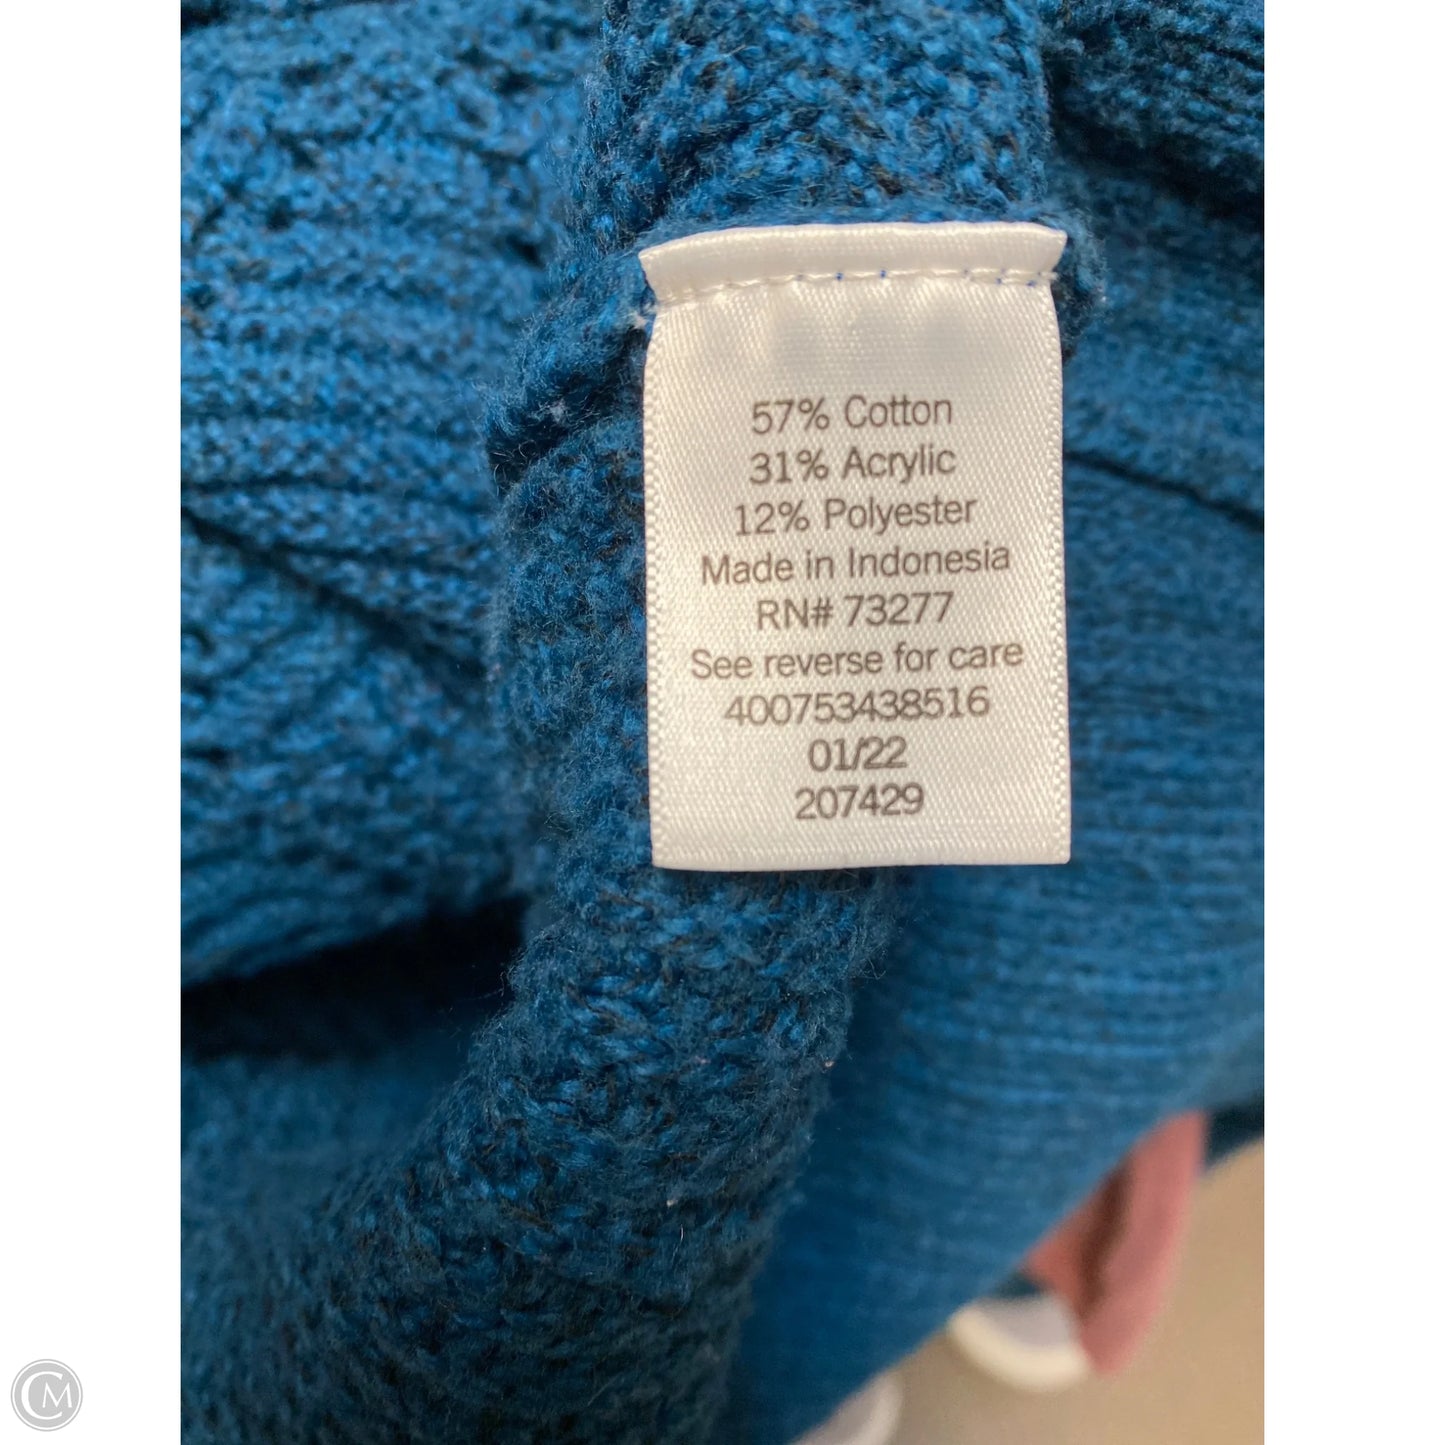 57% Cotton
31% Acrylic
12% Polyester
Made in Indonesia
RN# 73277
See reverse for care
400753438516
01/22
207429
CM